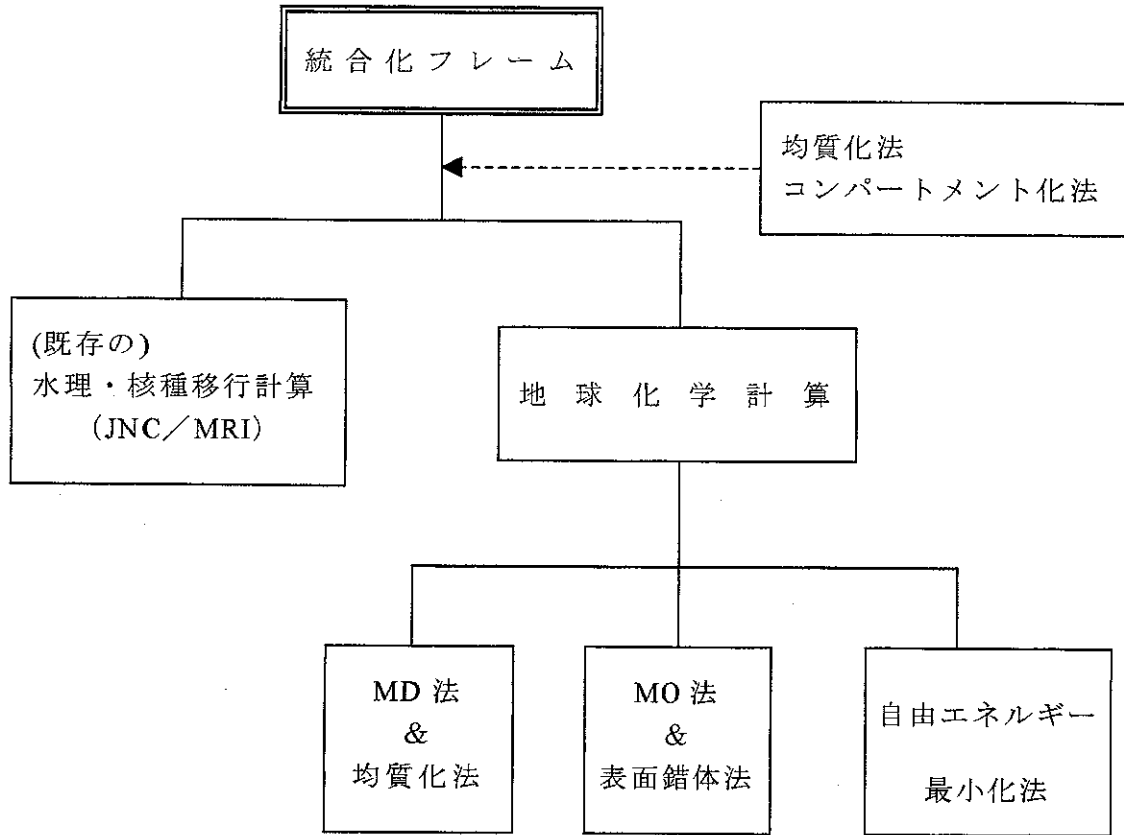 統合化フレーム
均質化法
コンパートメント化法
(既存の)
水理・核種移行計算
（JNC／MRI）
地球化学計算
MD 法
&
均質化法
MO 法
&
表面錯体法
自由エネルギー
最小化法